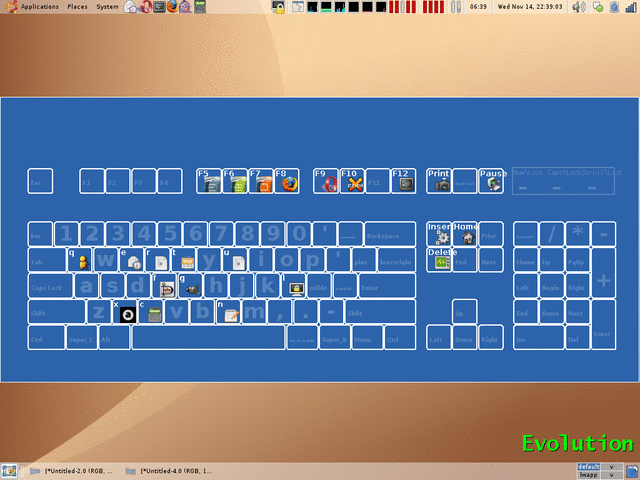 Applications Places System 06:39 Wed Nov 14, 22:39:03
Esc F1 F2 F3 F4 F5 F6 F7 F8 F9 F10 F11 F12 Print Pause
bar 1 2 3 4 5 6 7 8 9 0 ' Backspace Insert Home Prior / * -
Tab q w e r t y u i o p ' plus braceright Delete End Next Home Up PgUp
Caps Lock a s d f g h j k l ntilde Enter Left Begin Right +
Shift z x c v b n m , . - Shift Up End Down Next
Ctrl Super_L Alt Super_R Menu Ctrl Left Down Right Ins Del Enter
Evolution
[*Untitled-2.0 (RGB, ... [*Untitled-4.0 (RGB, 1... default v
hmapp v